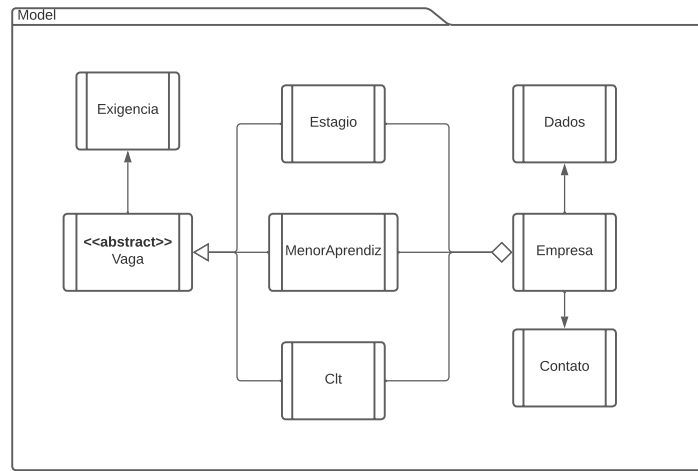 Model
Exigencia
Estagio
Dados
<<abstract>>
Vaga
MenorAprendiz
Empresa
Clt
Contato